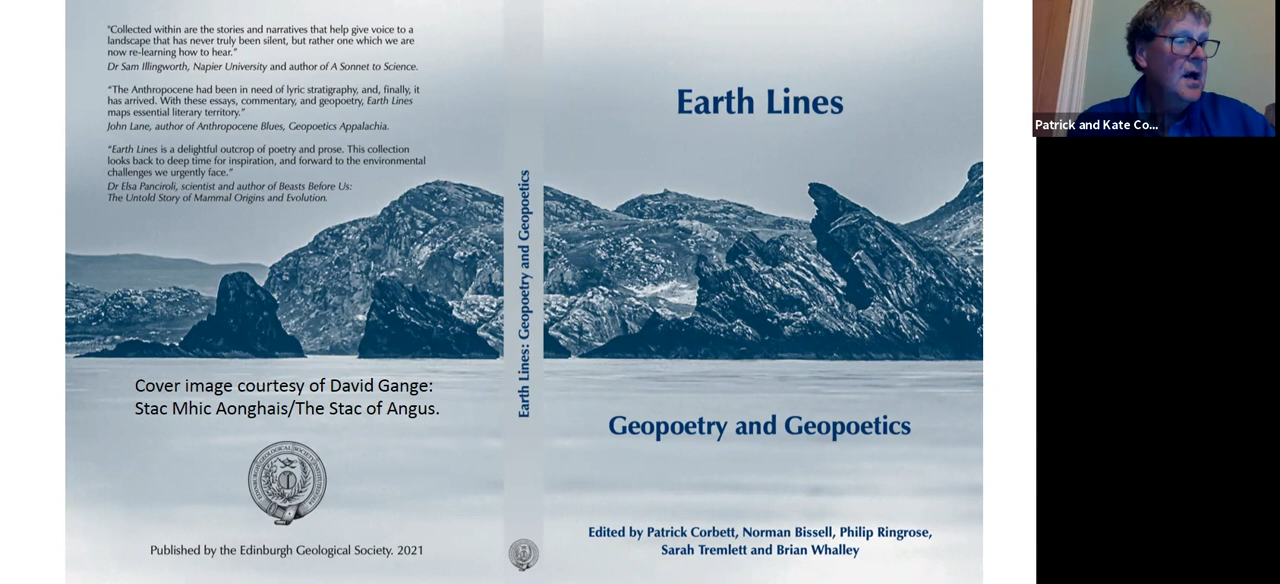 "Collected within are the stories and narratives that help give voice to a
landscape that has never truly been silent, but rather one which we are
now re-learning how to hear."
Dr Sam Illingworth, Napier University and author of A Sonnet to Science.
"The Anthropocene had been in need of lyric stratigraphy, and, finally, it
has arrived. With these essays, commentary, and geopoetry, Earth Lines
maps essential literary territory."
John Lane, author of Anthropocene Blues, Geopoetics Appalachia.
"Earth Lines is a delightful outcrop of poetry and prose. This collection
looks back to deep time for inspiration, and forward to the environmental
challenges we urgently face."
Dr Elsa Panciroli, scientist and author of Beasts Before Us:
The Untold Story of Mammal Origins and Evolution.
Cover image courtesy of David Gange:
Stac Mhic Aonghais/The Stac of Angus.
Published by the Edinburgh Geological Society. 2021
Earth Lines: Geopoetry and Geopoetics
Earth Lines
Geopoetry and Geopoetics
Edited by Patrick Corbett, Norman Bissell, Philip Ringrose,
Sarah Tremlett and Brian Whalley
Patrick and Kate Co...